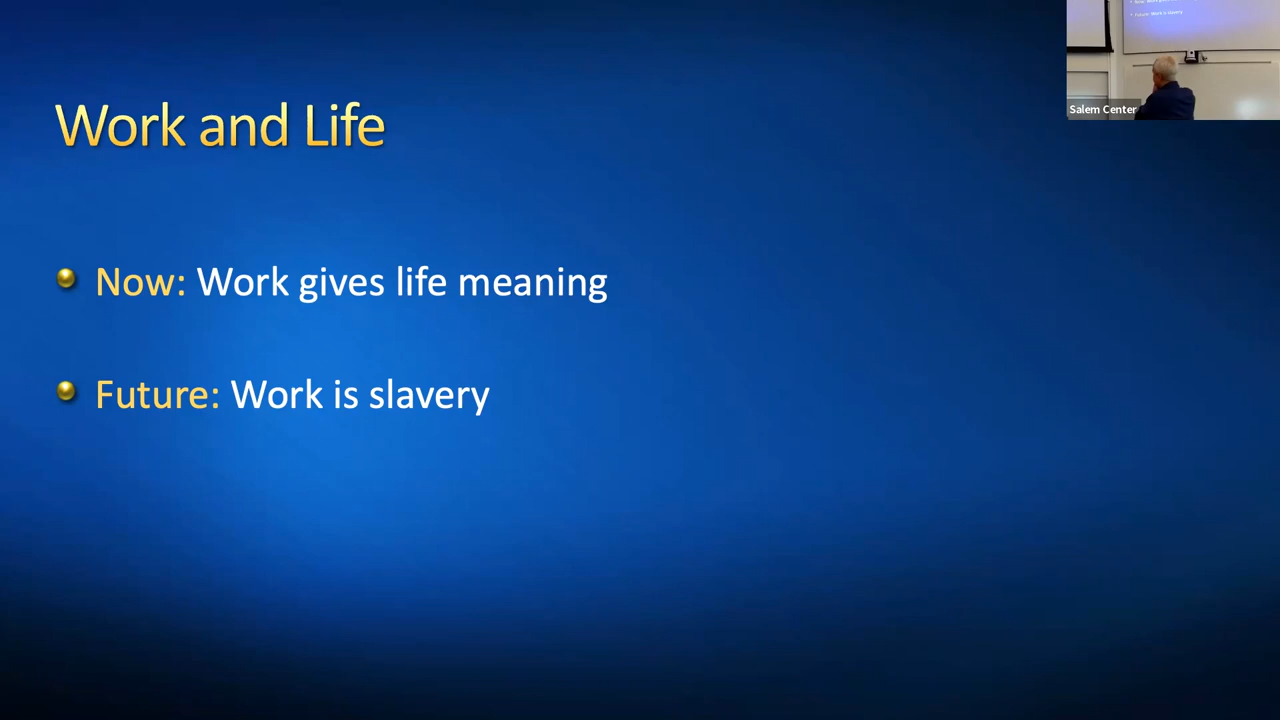 Work and Life
Now: Work gives life meaning
Future: Work is slavery
Salem Center